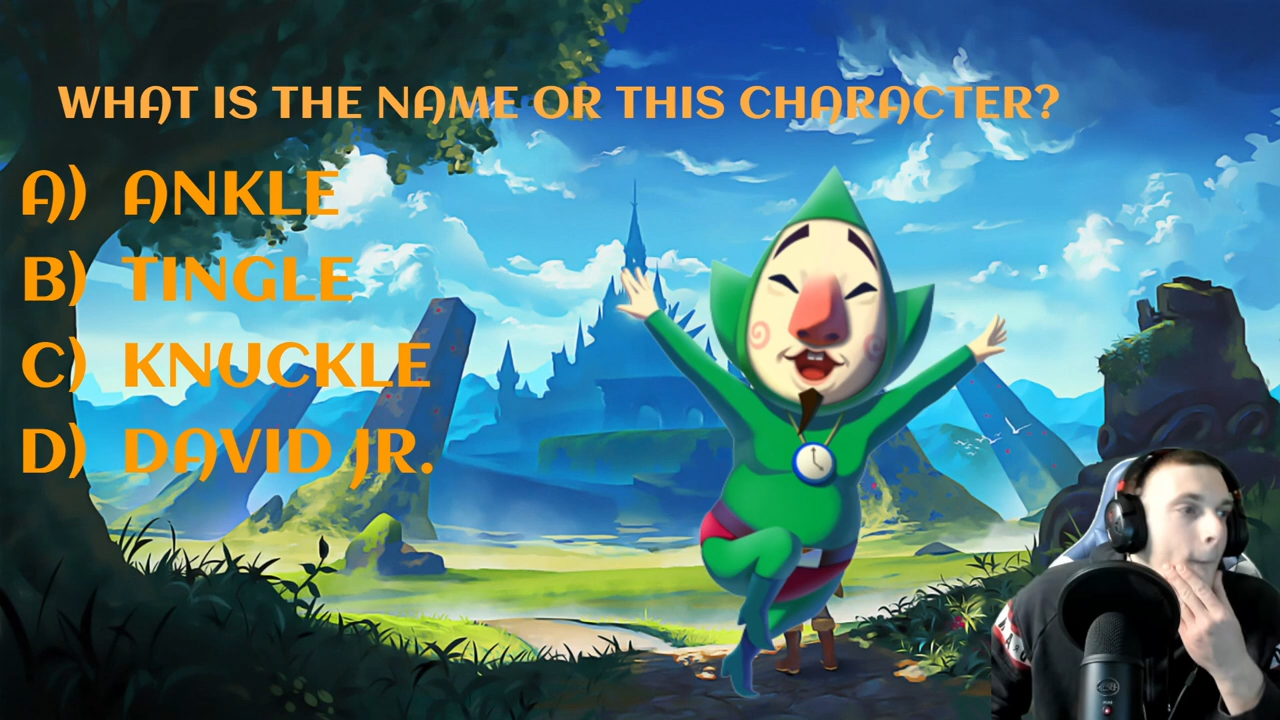 WHAT IS THE NAME OR THIS CHARACTER?
A) ANKLE
B) TINGLE
C) KNUCKLE
D) DAVID JR.